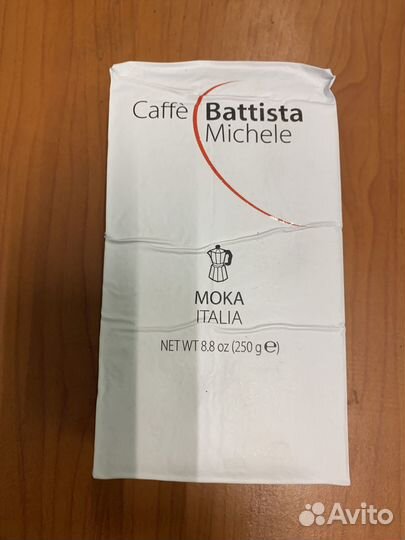 Caffè Battista
Michele
MOKA
ITALIA
NET WT 8.8 oz (250 g ℮)
Avito